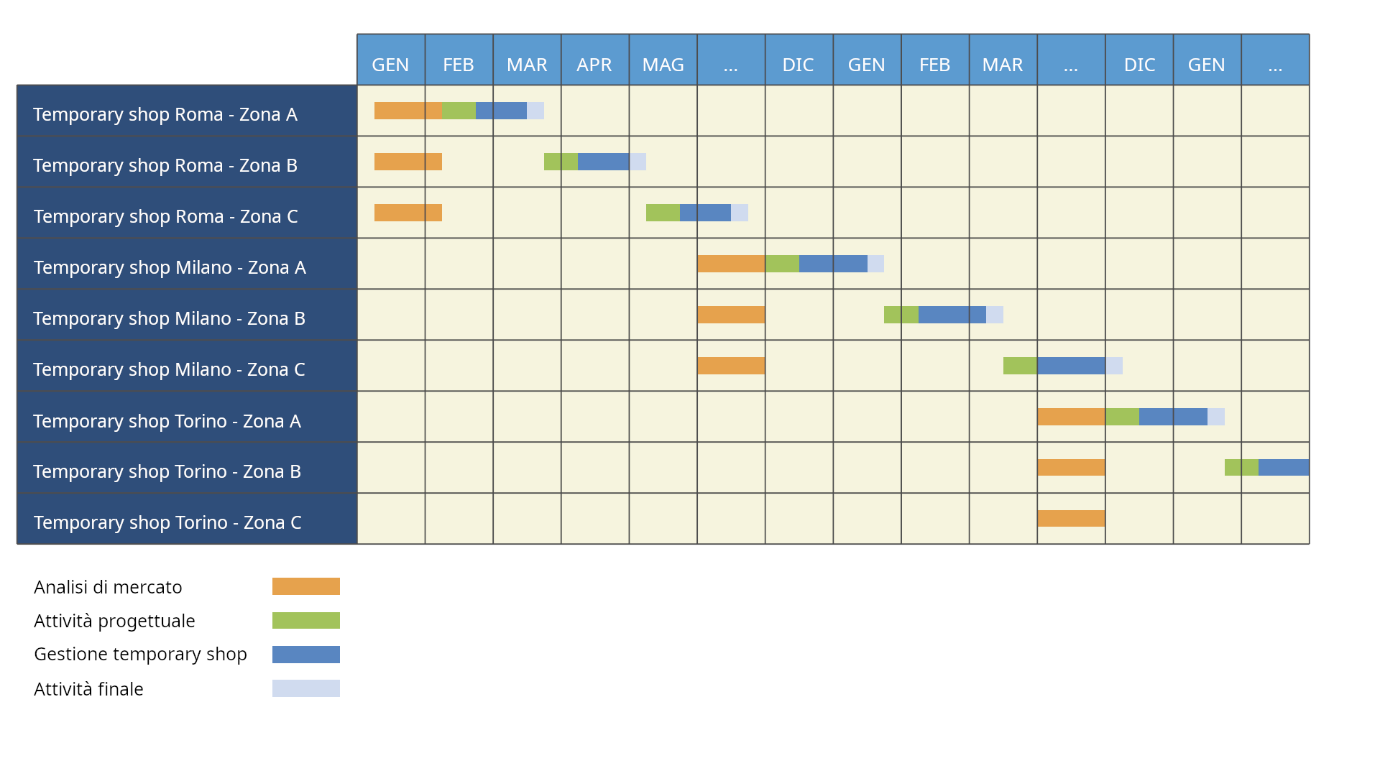 GEN FEB MAR APR MAG ... DIC GEN FEB MAR ... DIC GEN ...
Temporary shop Roma - Zona A
Temporary shop Roma - Zona B
Temporary shop Roma - Zona C
Temporary shop Milano - Zona A
Temporary shop Milano - Zona B
Temporary shop Milano - Zona C
Temporary shop Torino - Zona A
Temporary shop Torino - Zona B
Temporary shop Torino - Zona C
Analisi di mercato
Attività progettuale
Gestione temporary shop
Attività finale